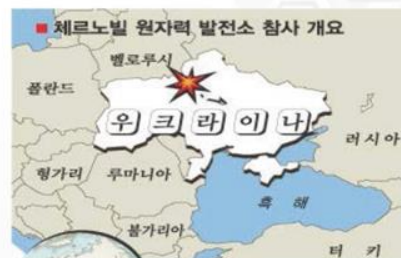 ■ 체르노빌 원자력 발전소 참사 개요
벨로루시
폴란드
우크라이나
러시아
헝가리
루마니아
흑해
불가리아
터키